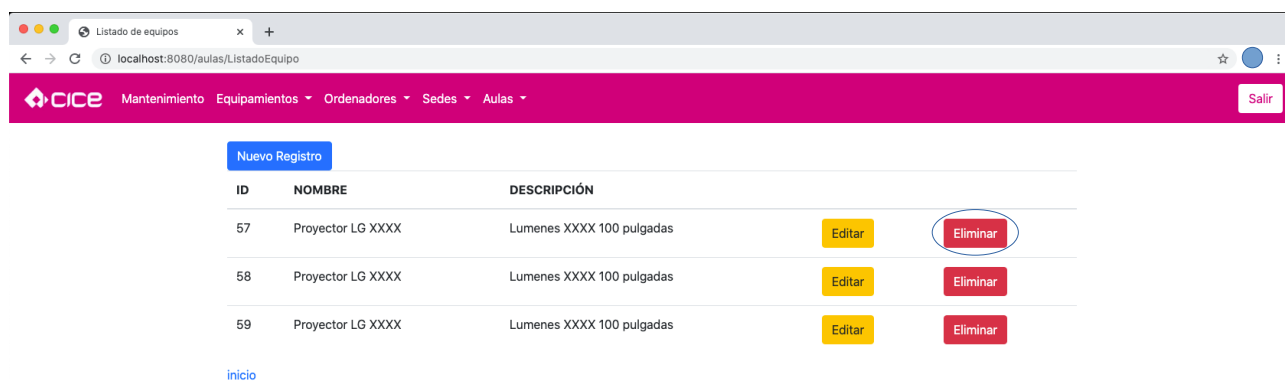 Listado de equipos
localhost:8080/aulas/ListadoEquipo
CICE Mantenimiento Equipamientos Ordenadores Sedes Aulas Salir
Nuevo Registro
ID NOMBRE DESCRIPCIÓN
57 Proyector LG XXXX Lumenes XXXX 100 pulgadas Editar Eliminar
58 Proyector LG XXXX Lumenes XXXX 100 pulgadas Editar Eliminar
59 Proyector LG XXXX Lumenes XXXX 100 pulgadas Editar Eliminar
inicio